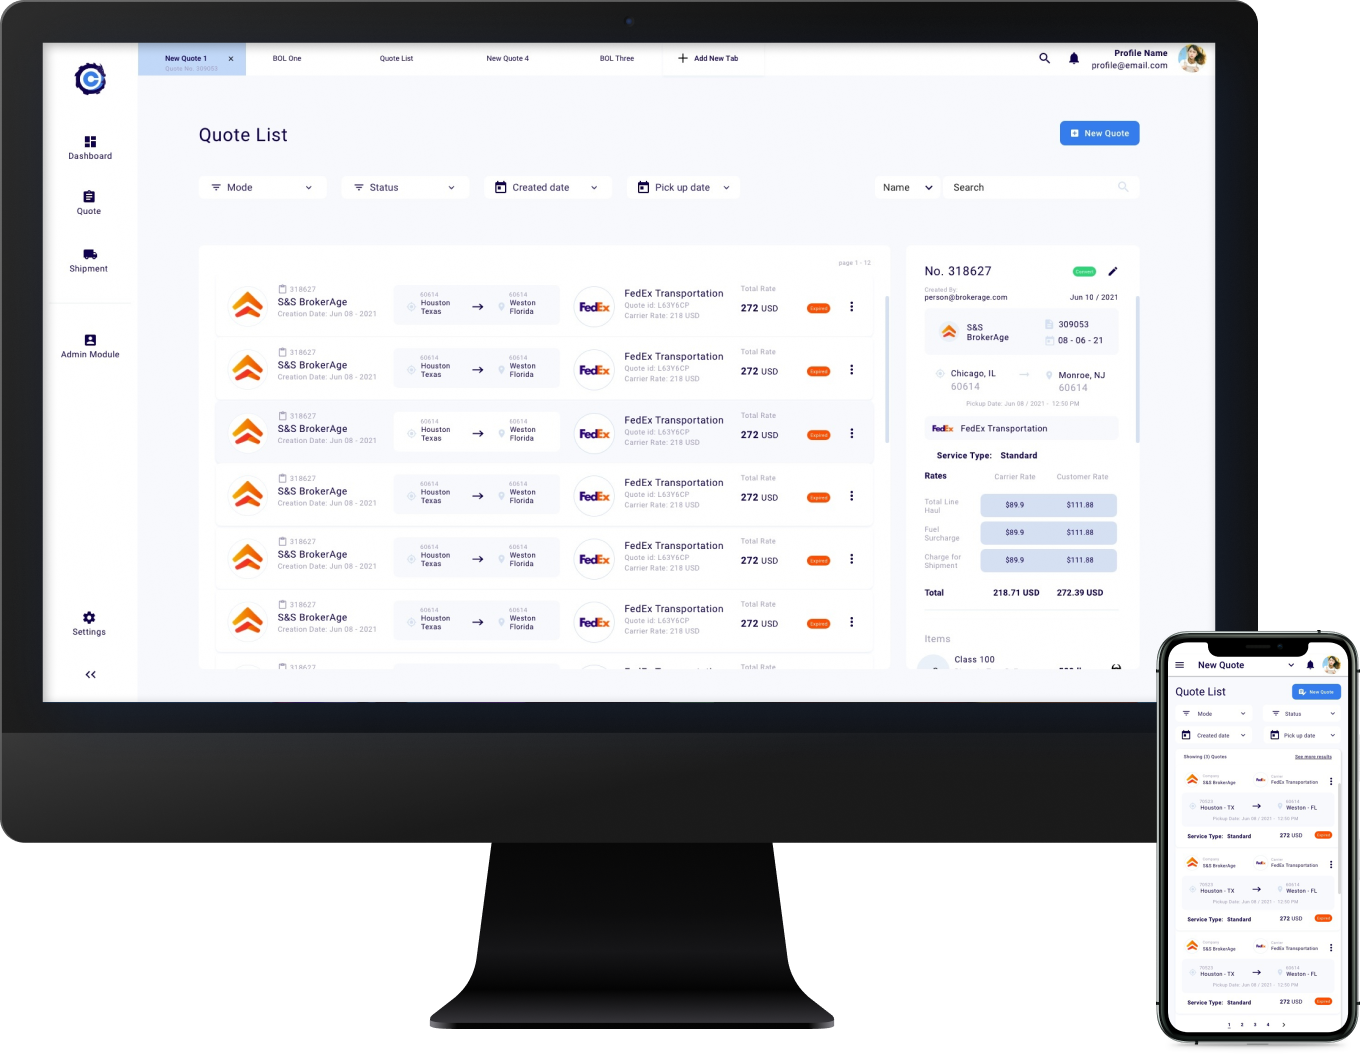 New Quote 1
Quote No. 309053
BOL One
Quote List
New Quote 4
BOL Three
Add New Tab
Profile Name
profile@email.com
Dashboard
Quote
Shipment
Admin Module
Settings
Quote List
New Quote
Mode
Status
Created date
Pick up date
Name
Search
page 1 - 12
318627
S&S BrokerAge
Creation Date: Jun 08 - 2021
60614
Houston
Texas
60614
Weston
Florida
FedEx
FedEx Transportation
Quote id: L63Y6CP
Carrier Rate: 218 USD
Total Rate
272 USD
Expired
318627
S&S BrokerAge
Creation Date: Jun 08 - 2021
60614
Houston
Texas
60614
Weston
Florida
FedEx
FedEx Transportation
Quote id: L63Y6CP
Carrier Rate: 218 USD
Total Rate
272 USD
Expired
318627
S&S BrokerAge
Creation Date: Jun 08 - 2021
60614
Houston
Texas
60614
Weston
Florida
FedEx
FedEx Transportation
Quote id: L63Y6CP
Carrier Rate: 218 USD
Total Rate
272 USD
Expired
318627
S&S BrokerAge
Creation Date: Jun 08 - 2021
60614
Houston
Texas
60614
Weston
Florida
FedEx
FedEx Transportation
Quote id: L63Y6CP
Carrier Rate: 218 USD
Total Rate
272 USD
Expired
318627
S&S BrokerAge
Creation Date: Jun 08 - 2021
60614
Houston
Texas
60614
Weston
Florida
FedEx
FedEx Transportation
Quote id: L63Y6CP
Carrier Rate: 218 USD
Total Rate
272 USD
Expired
318627
S&S BrokerAge
Creation Date: Jun 08 - 2021
60614
Houston
Texas
60614
Weston
Florida
FedEx
FedEx Transportation
Quote id: L63Y6CP
Carrier Rate: 218 USD
Total Rate
272 USD
Expired
318627
60614
60614
Total Rate
No. 318627
Created By:
person@brokerage.com
Jun 10 / 2021
S&S
BrokerAge
309053
08 - 06 - 21
Chicago, IL
60614
Monroe, NJ
60614
Pickup Date: Jun 08 / 2021 - 12:50 PM
FedEx FedEx Transportation
Service Type: Standard
Rates Carrier Rate Customer Rate
Total Line
Haul
$89.9 $111.88
Fuel
Surcharge
$89.9 $111.88
Charge for
Shipment
$89.9 $111.88
Total 218.71 USD 272.39 USD
Items
Class 100
New Quote
Quote List
New Quote
Mode
Status
Created date
Pick up date
Showing (3) Quotes
See more results
Company
S&S BrokerAge
FedEx
Carrier
FedEx Transportation
70523
Houston - TX
60614
Weston - FL
Pickup Date: Jun 08 / 2021 - 12:50 PM
Service Type: Standard
272 USD
Expired
Company
S&S BrokerAge
FedEx
Carrier
FedEx Transportation
70523
Houston - TX
60614
Weston - FL
Pickup Date: Jun 08 / 2021 - 12:50 PM
Service Type: Standard
272 USD
Expired
Company
S&S BrokerAge
FedEx
Carrier
FedEx Transportation
70523
Houston - TX
60614
Weston - FL
Pickup Date: Jun 08 / 2021 - 12:50 PM
Service Type: Standard
272 USD
Expired
1 2 3 4